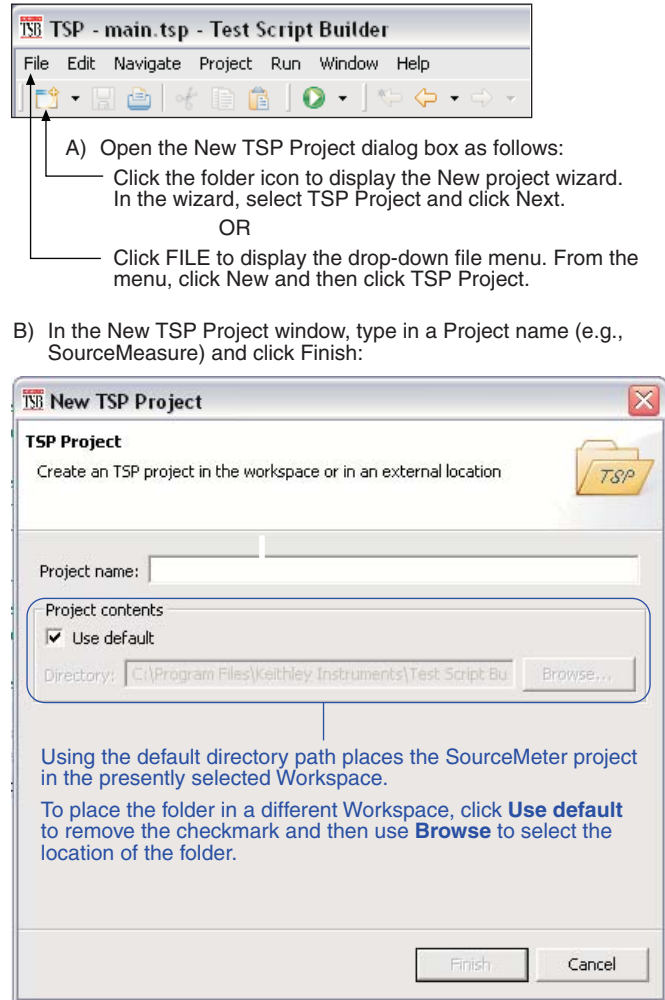 TSB TSP - main.tsp - Test Script Builder
File Edit Navigate Project Run Window Help
A) Open the New TSP Project dialog box as follows:
Click the folder icon to display the New project wizard.
In the wizard, select TSP Project and click Next.
OR
Click FILE to display the drop-down file menu. From the
menu, click New and then click TSP Project.
B) In the New TSP Project window, type in a Project name (e.g.,
SourceMeasure) and click Finish:
TSB New TSP Project
TSP Project
Create an TSP project in the workspace or in an external location
TSP
Project name:
Project contents
Use default
Directory: C:\Program Files\Keithley Instruments\Test Script Bu Browse...
Using the default directory path places the SourceMeter project
in the presently selected Workspace.
To place the folder in a different Workspace, click Use default
to remove the checkmark and then use Browse to select the
location of the folder.
Finish Cancel